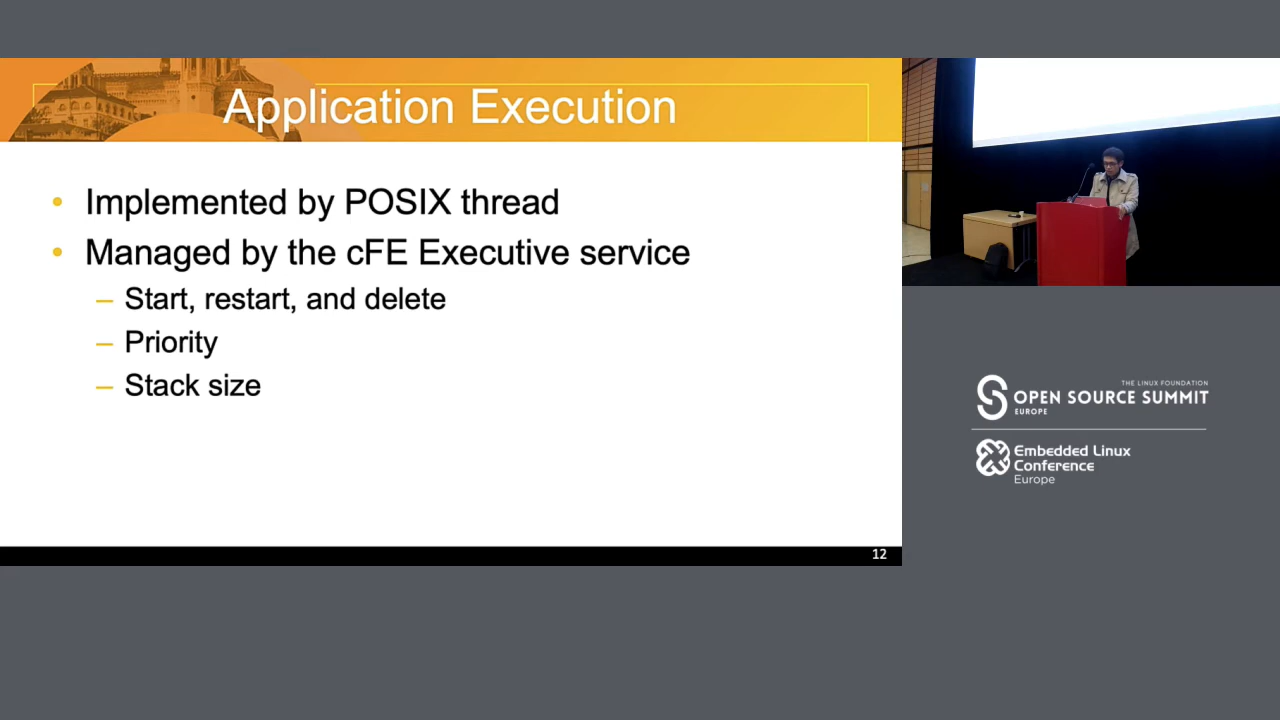 Application Execution
• Implemented by POSIX thread
• Managed by the cFE Executive service
– Start, restart, and delete
– Priority
– Stack size
12
THE LINUX FOUNDATION
OPEN SOURCE SUMMIT
EUROPE
Embedded Linux
Conference
Europe